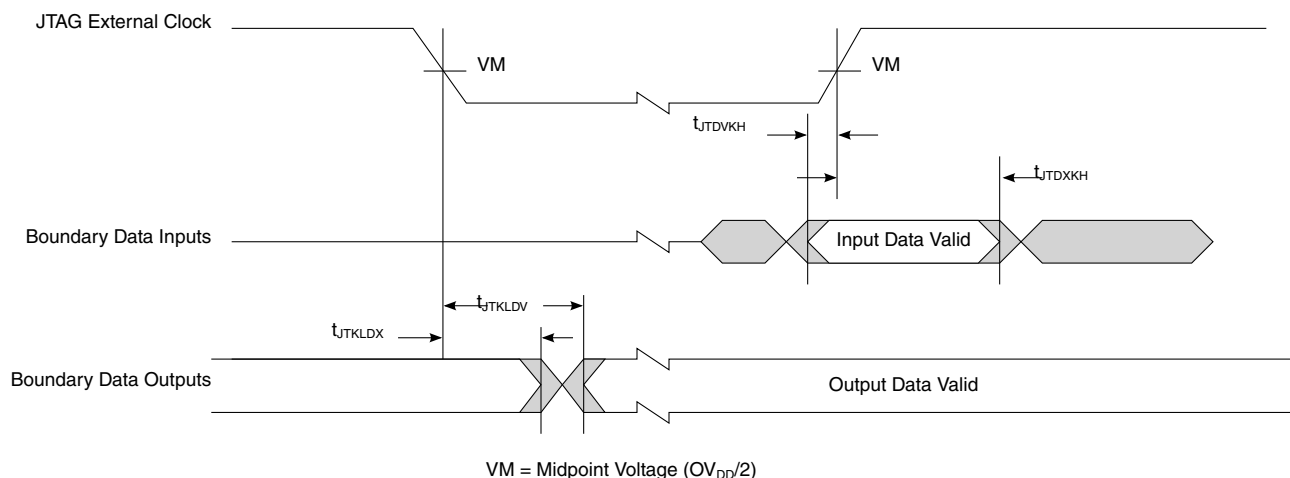 JTAG External Clock
VM
VM
tJTDVKH
tJTDXKH
Boundary Data Inputs
Input Data Valid
tJTKLDV
tJTKLDX
Boundary Data Outputs
Output Data Valid
VM = Midpoint Voltage (OVDD/2)